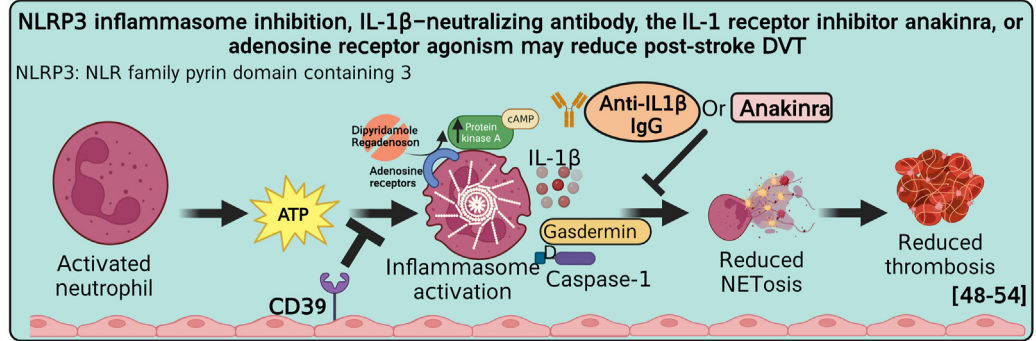 NLRP3 inflammasome inhibition, IL-1β−neutralizing antibody, the IL-1 receptor inhibitor anakinra, or
adenosine receptor agonism may reduce post-stroke DVT
NLRP3: NLR family pyrin domain containing 3
Anti-IL1β
IgG
Or
Anakinra
cAMP
Protein
kinase A
Dipyridamole
Regadenoson
Adenosine
receptors
IL-1β
ATP
Gasdermin
D
Caspase-1
Activated
neutrophil
Inflammasome
activation
CD39
Reduced
NETosis
Reduced
thrombosis
[48-54]